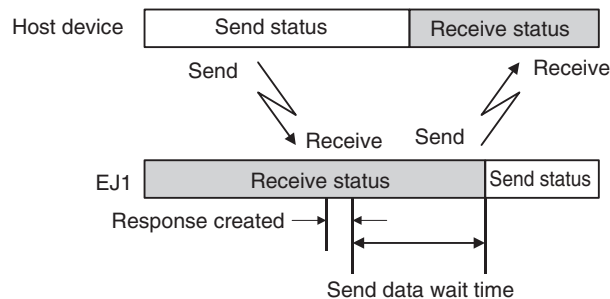 Host device
Send status
Receive status
Send
Receive
Receive
Send
EJ1
Receive status
Send status
Response created
Send data wait time